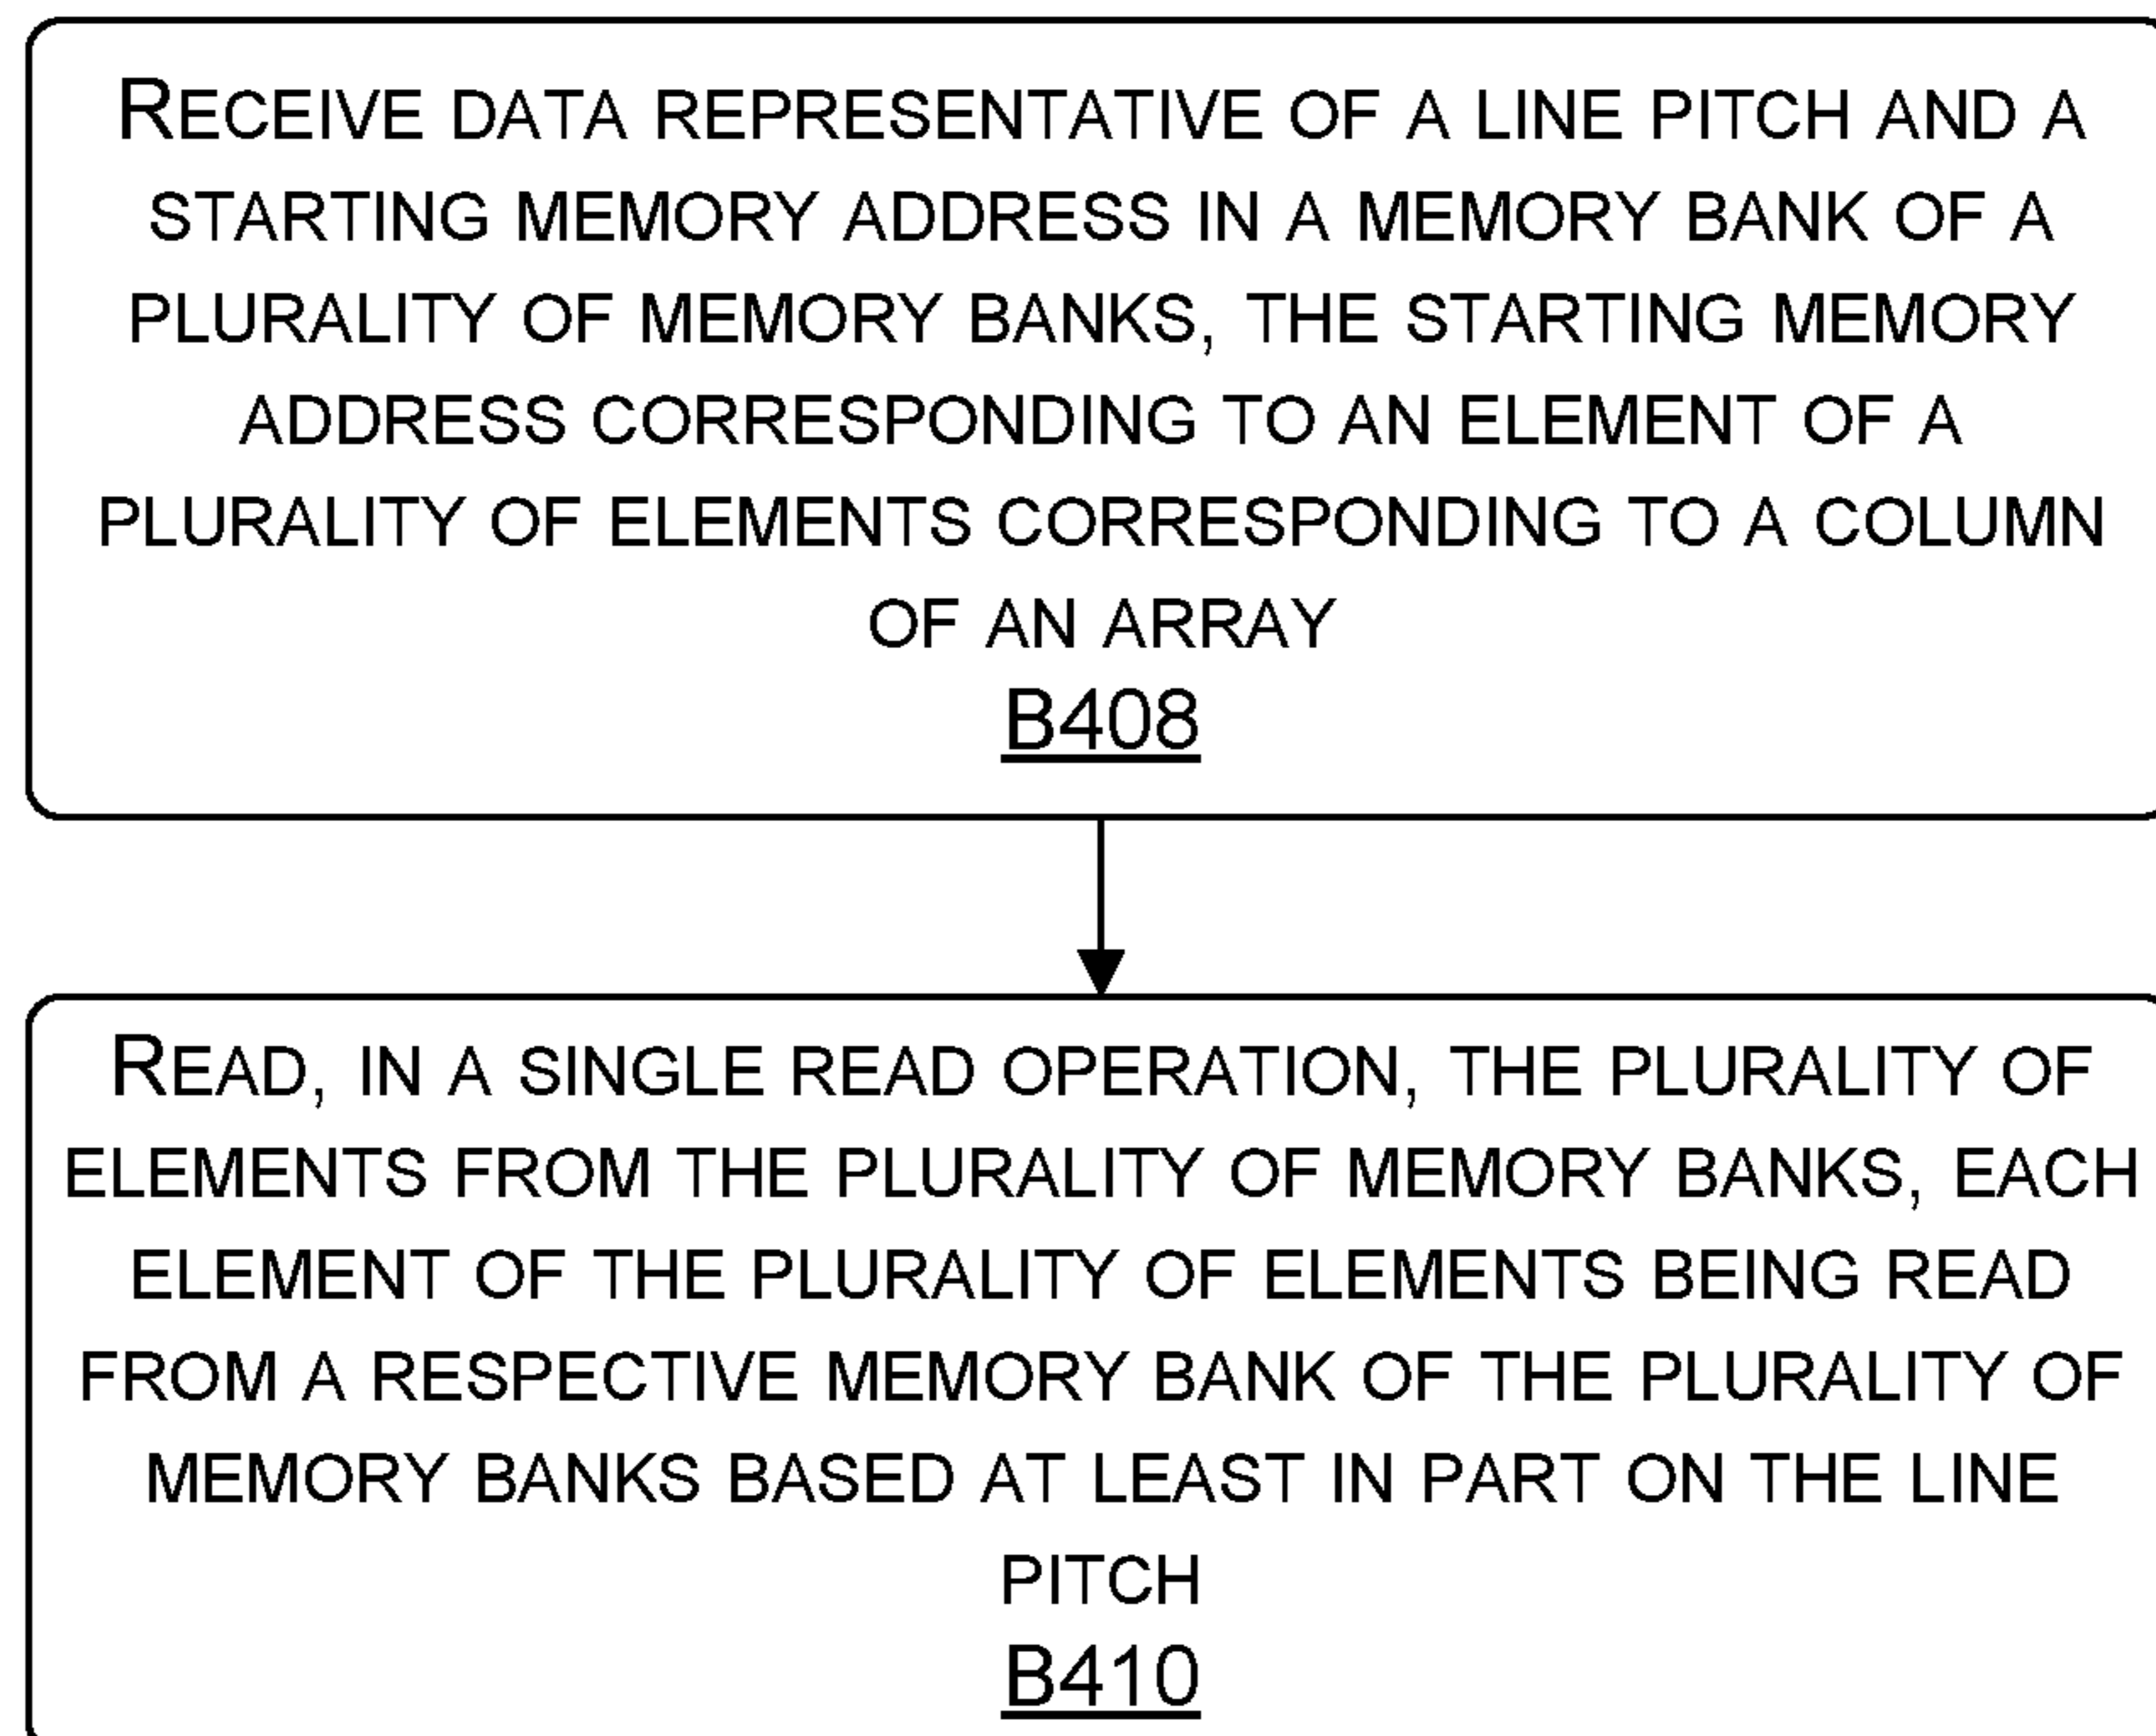 RECEIVE DATA REPRESENTATIVE OF A LINE PITCH AND A
STARTING MEMORY ADDRESS IN A MEMORY BANK OF A
PLURALITY OF MEMORY BANKS, THE STARTING MEMORY
ADDRESS CORRESPONDING TO AN ELEMENT OF A
PLURALITY OF ELEMENTS CORRESPONDING TO A COLUMN
OF AN ARRAY
B408
READ, IN A SINGLE READ OPERATION, THE PLURALITY OF
ELEMENTS FROM THE PLURALITY OF MEMORY BANKS, EACH
ELEMENT OF THE PLURALITY OF ELEMENTS BEING READ
FROM A RESPECTIVE MEMORY BANK OF THE PLURALITY OF
MEMORY BANKS BASED AT LEAST IN PART ON THE LINE
PITCH
B410